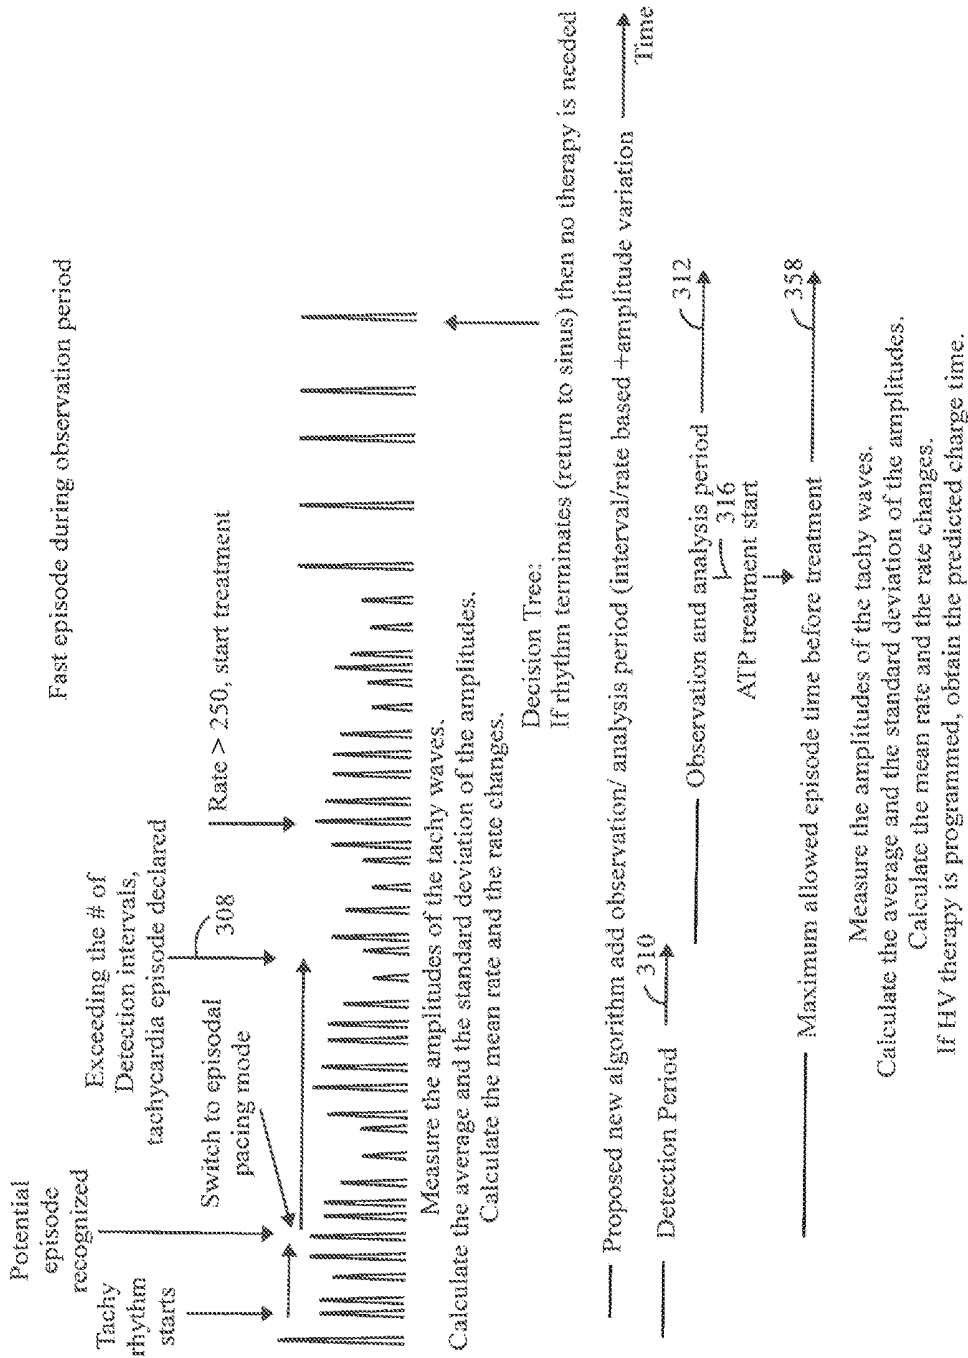 Fast episode during observation period
Potential
episode
recognized
Tachy
rhythm
starts
Switch to episodal
pacing mode
Exceeding the # of
Detection intervals,
tachycardia episode declared
308
Rate > 250, start treatment
Measure the amplitudes of the tachy waves.
Calculate the average and the standard deviation of the amplitudes.
Calculate the mean rate and the rate changes.
Decision Tree:
If rhythm terminates (return to sinus) then no therapy is needed
Proposed new algorithm add observation/ analysis period (interval/rate based +amplitude variation
Time
Detection Period
310
Observation and analysis period
312
316
ATP treatment start
Maximum allowed episode time before treatment
358
Measure the amplitudes of the tachy waves.
Calculate the average and the standard deviation of the amplitudes.
Calculate the mean rate and the rate changes.
If HV therapy is programmed, obtain the predicted charge time.